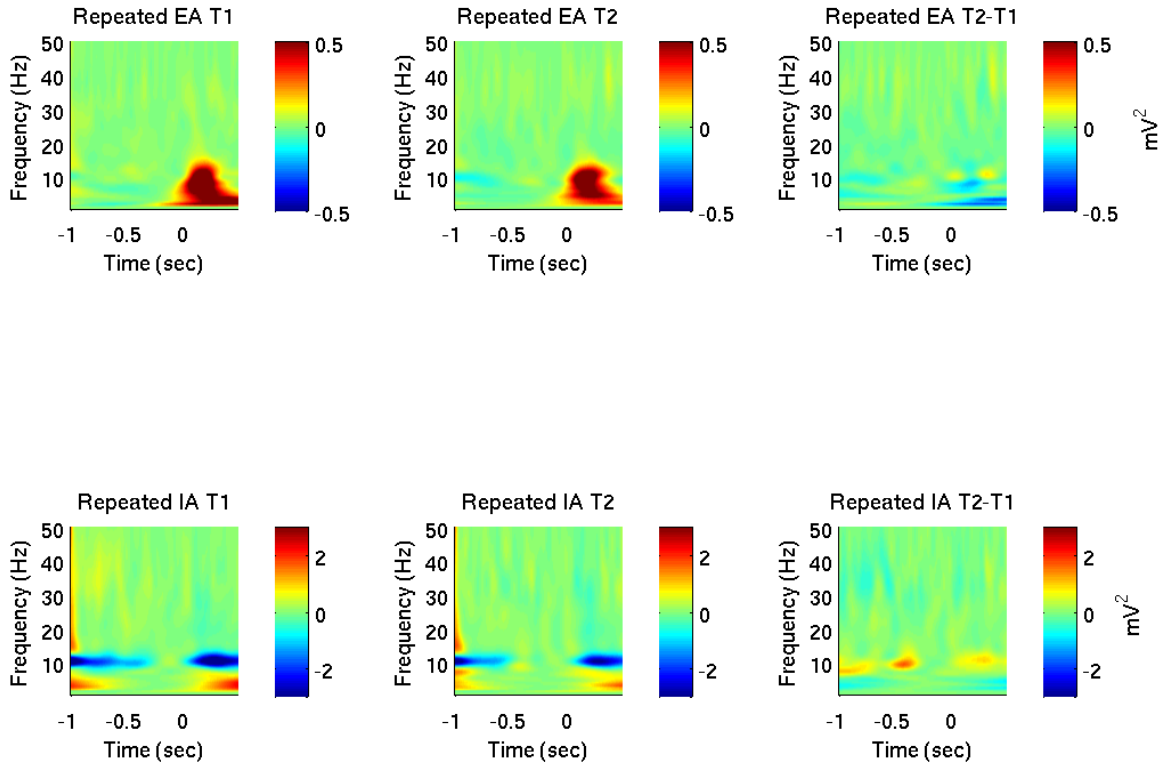 Repeated EA T1
Frequency (Hz)
50
40
30
20
10
-1 -0.5 0
Time (sec)
0.5
0
-0.5
Repeated EA T2
Frequency (Hz)
50
40
30
20
10
-1 -0.5 0
Time (sec)
0.5
0
-0.5
Repeated EA T2-T1
Frequency (Hz)
50
40
30
20
10
-1 -0.5 0
Time (sec)
0.5
0
-0.5
mV²
Repeated IA T1
Frequency (Hz)
50
40
30
20
10
-1 -0.5 0
Time (sec)
2
0
-2
Repeated IA T2
Frequency (Hz)
50
40
30
20
10
-1 -0.5 0
Time (sec)
2
0
-2
Repeated IA T2-T1
Frequency (Hz)
50
40
30
20
10
-1 -0.5 0
Time (sec)
2
0
-2
mV²